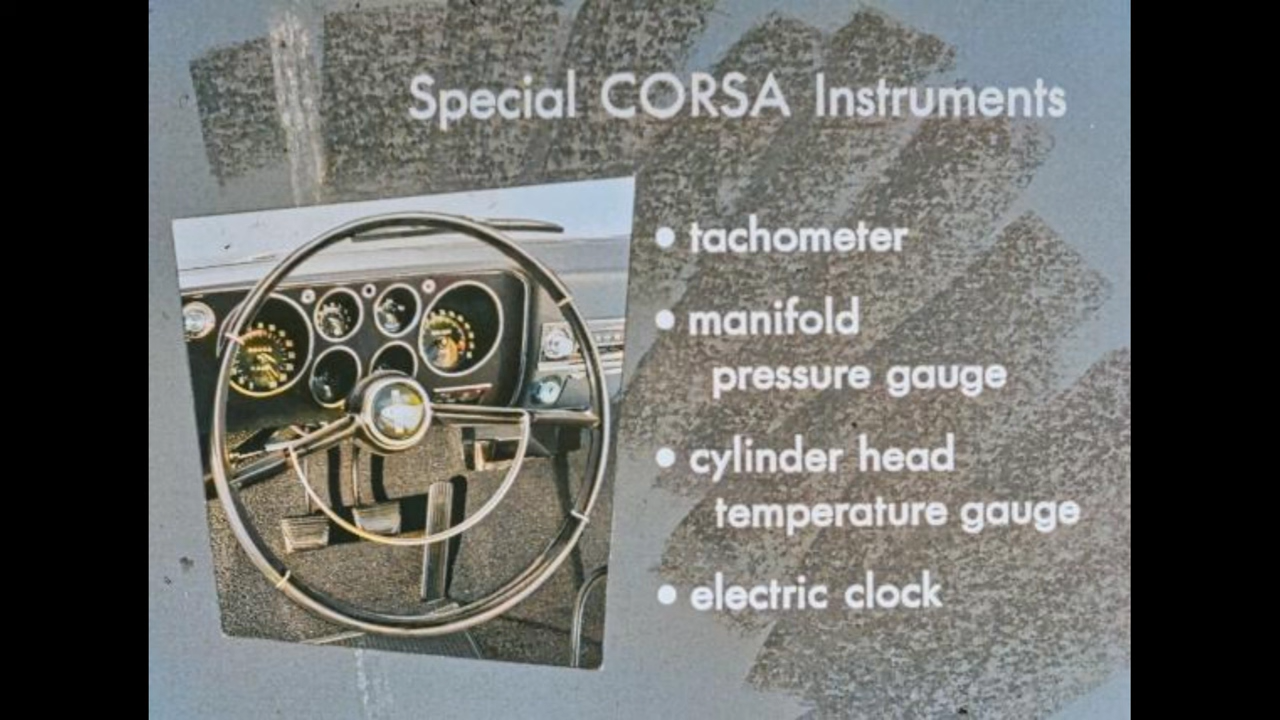 Special CORSA Instruments
• tachometer
• manifold
pressure gauge
• cylinder head
temperature gauge
• electric clock